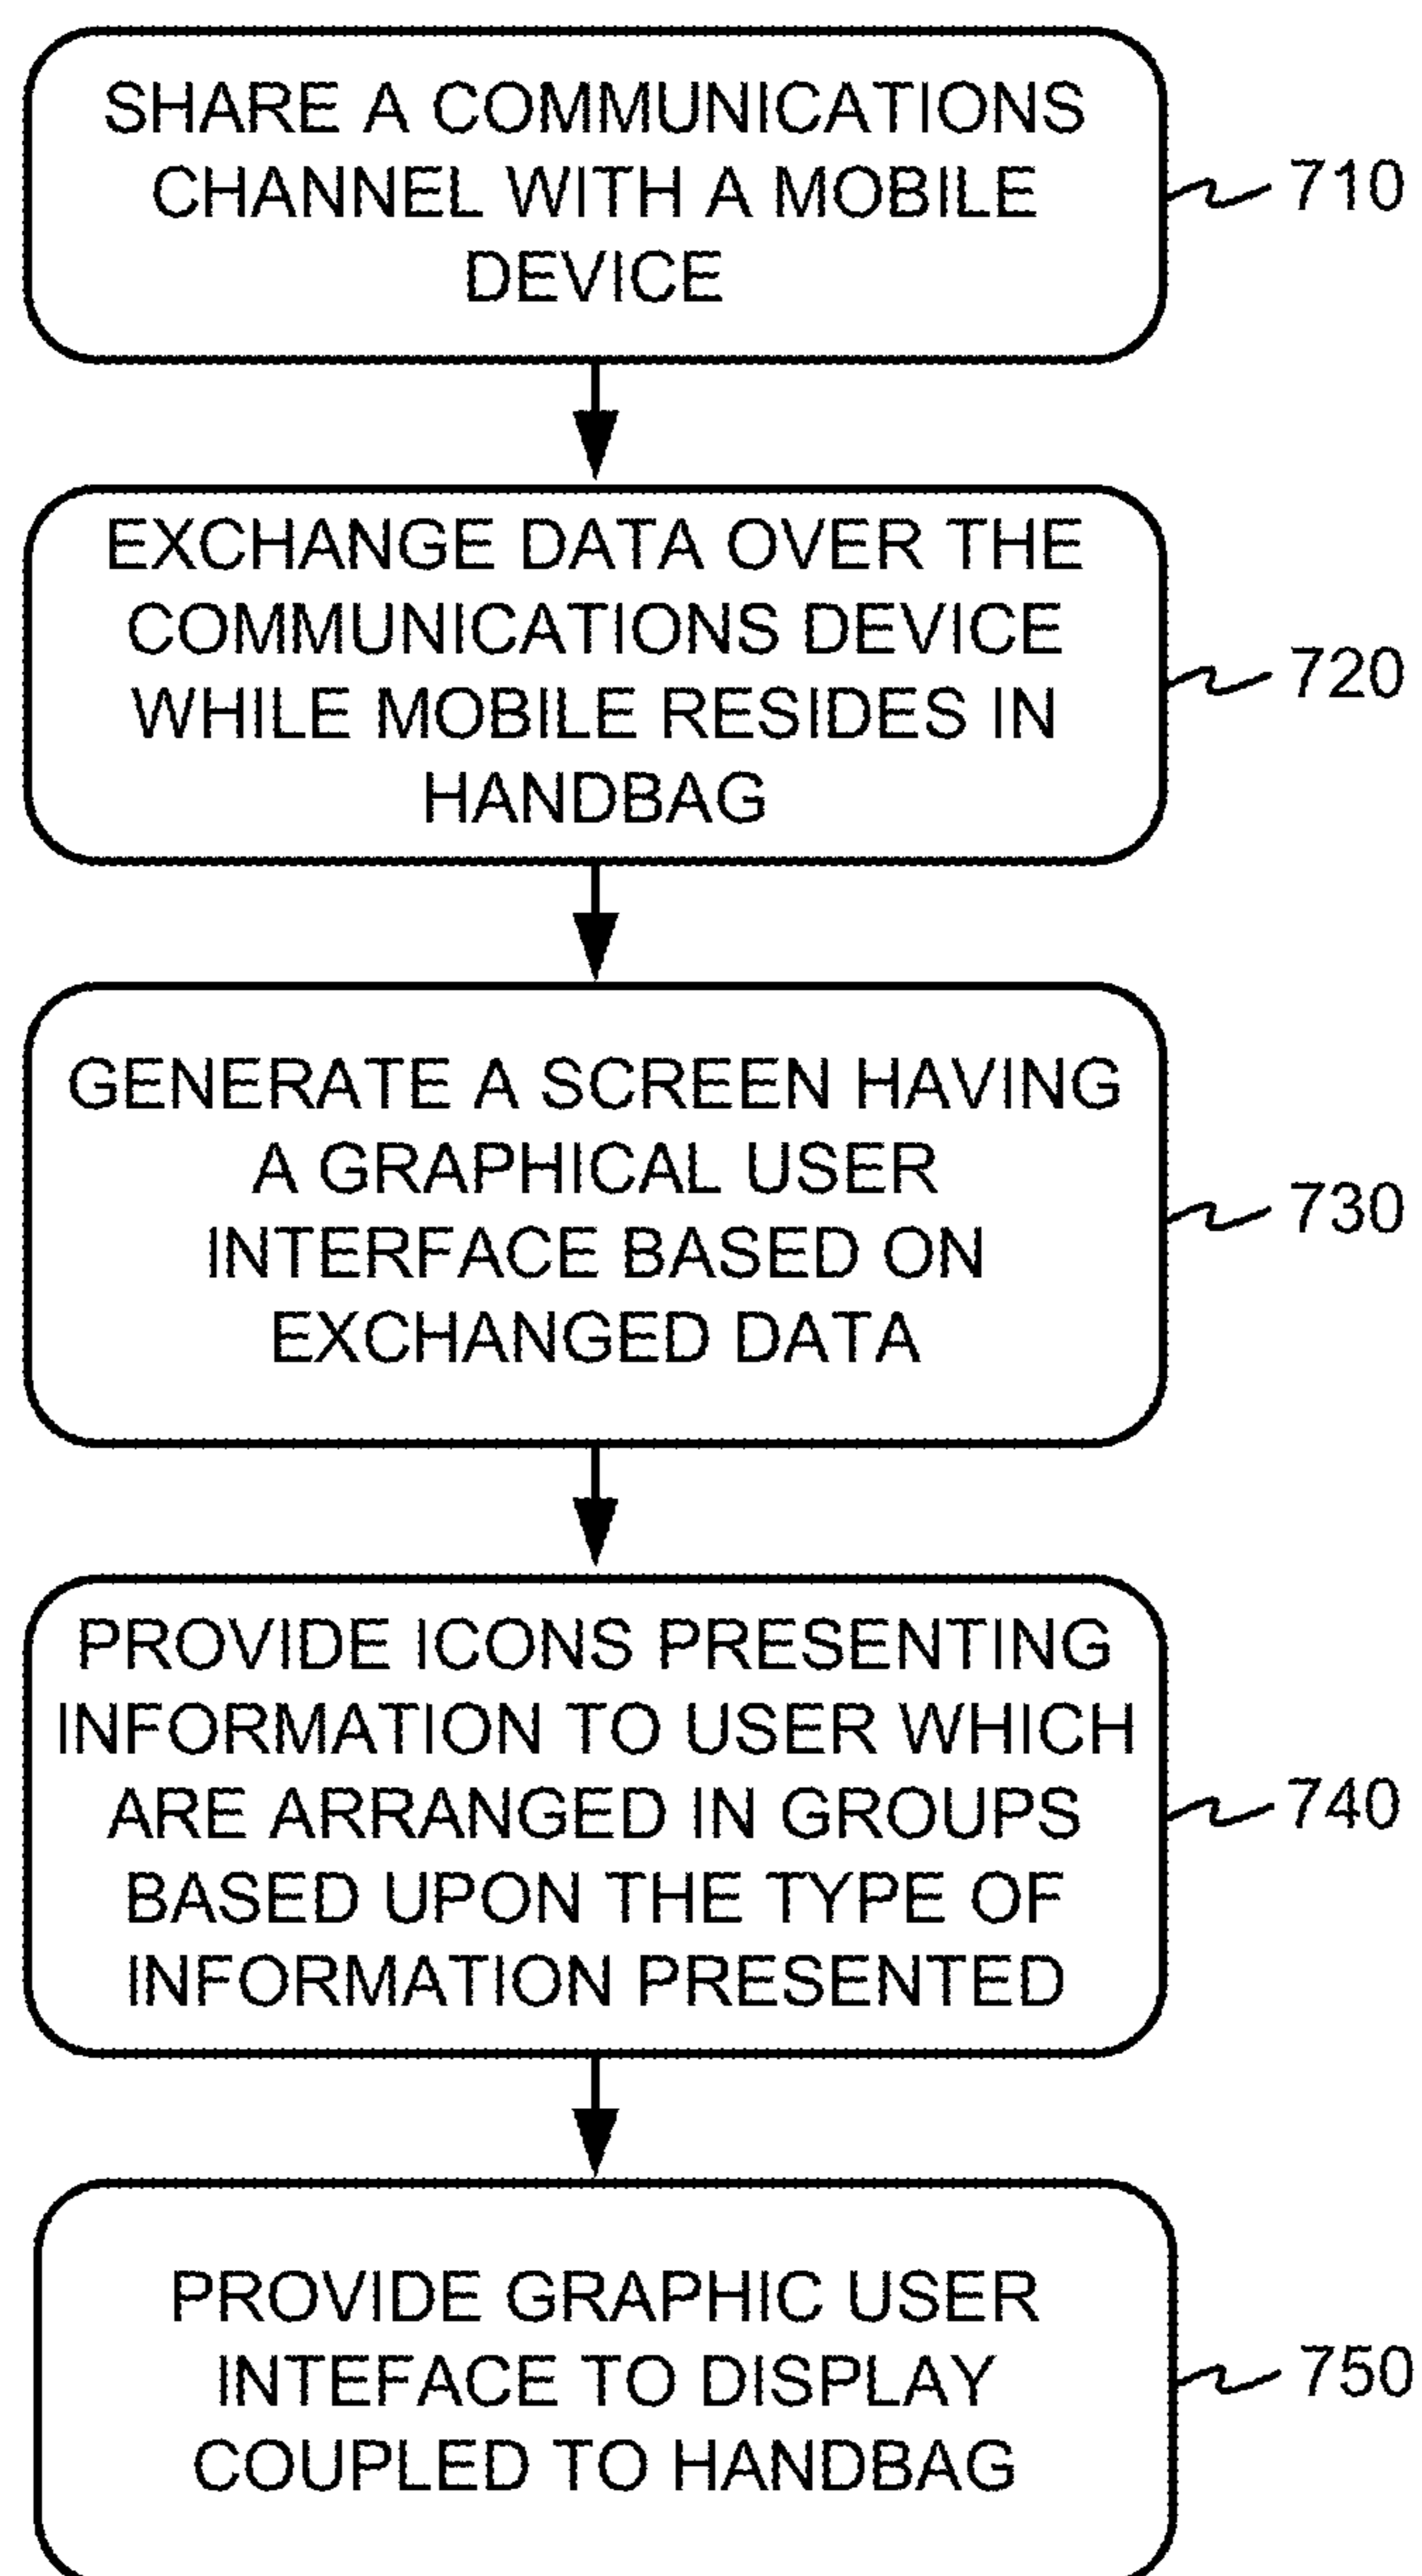 SHARE A COMMUNICATIONS
CHANNEL WITH A MOBILE
DEVICE
710
EXCHANGE DATA OVER THE
COMMUNICATIONS DEVICE
WHILE MOBILE RESIDES IN
HANDBAG
720
GENERATE A SCREEN HAVING
A GRAPHICAL USER
INTERFACE BASED ON
EXCHANGED DATA
730
PROVIDE ICONS PRESENTING
INFORMATION TO USER WHICH
ARE ARRANGED IN GROUPS
BASED UPON THE TYPE OF
INFORMATION PRESENTED
740
PROVIDE GRAPHIC USER
INTEFACE TO DISPLAY
COUPLED TO HANDBAG
750